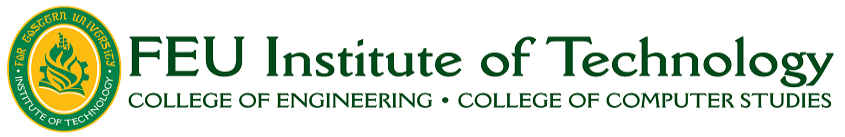 FAR EASTERN UNIVERSITY
INSTITUTE OF TECHNOLOGY
FEU Institute of Technology
COLLEGE OF ENGINEERING • COLLEGE OF COMPUTER STUDIES